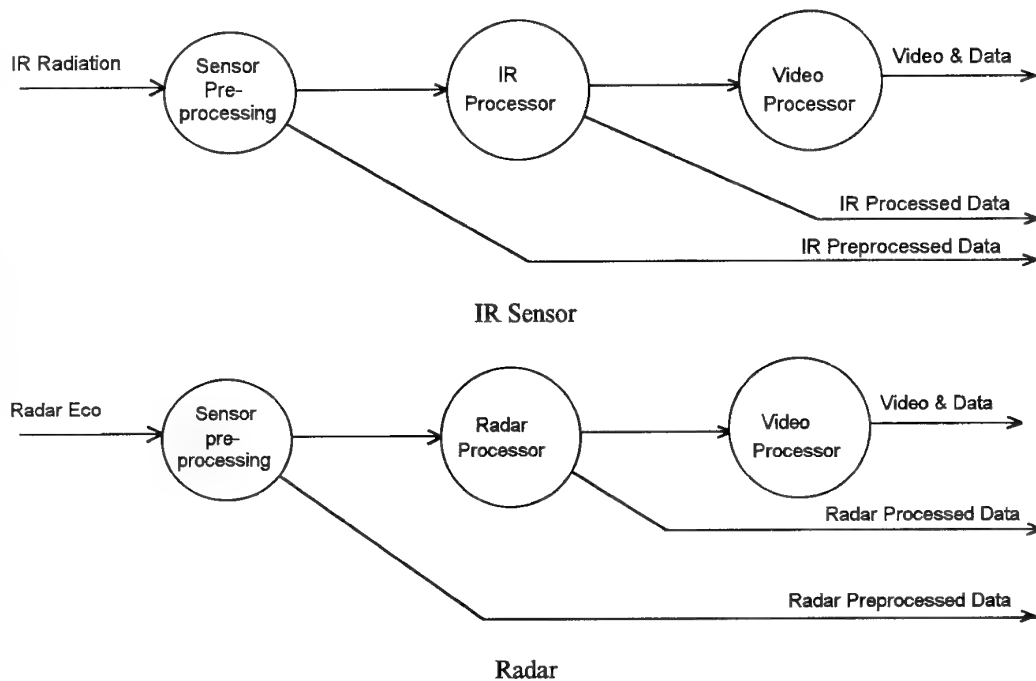 IR Radiation
Sensor
Pre-
processing
IR
Processor
Video
Processor
Video & Data
IR Processed Data
IR Preprocessed Data
IR Sensor
Radar Eco
Sensor
pre-
processing
Radar
Processor
Video
Processor
Video & Data
Radar Processed Data
Radar Preprocessed Data
Radar